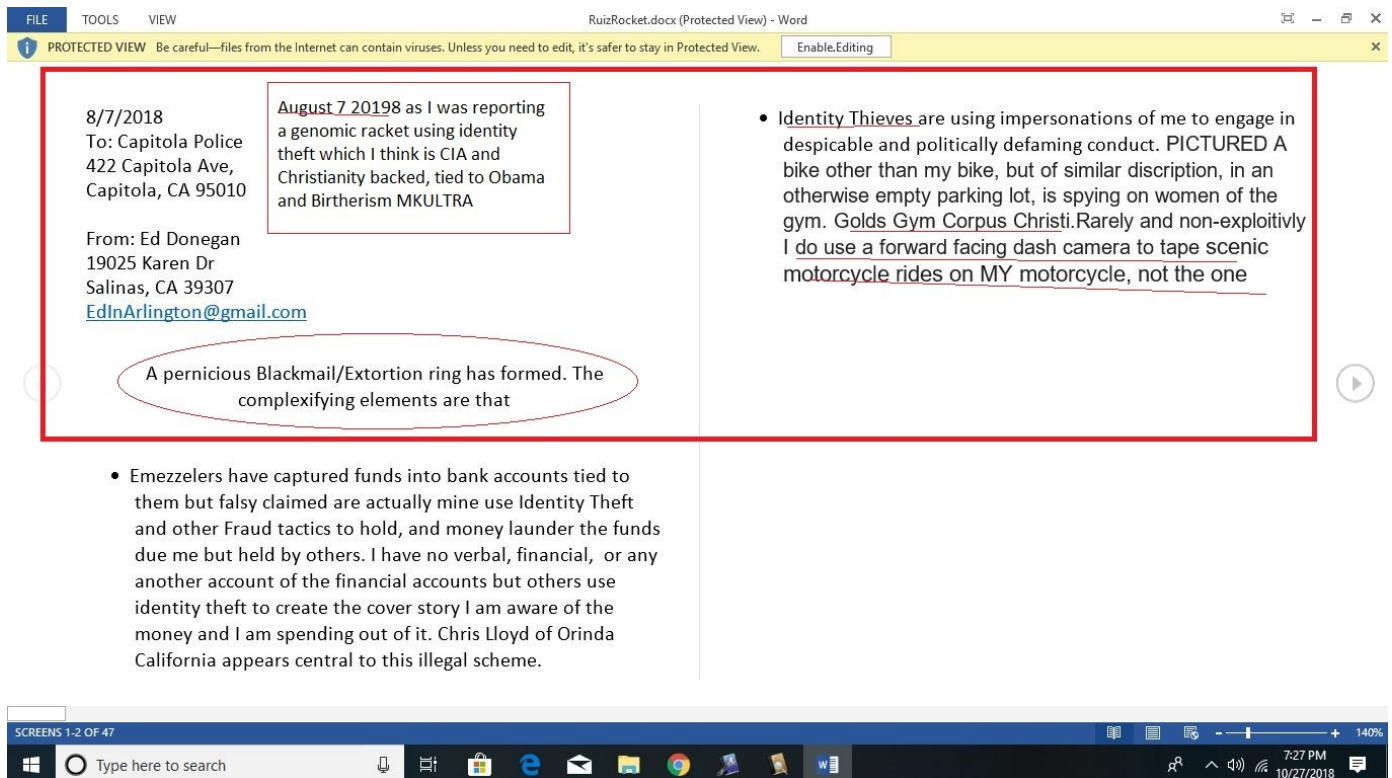 FILE TOOLS VIEW RuizRocket.docx (Protected View) - Word
PROTECTED VIEW Be careful—files from the Internet can contain viruses. Unless you need to edit, it's safer to stay in Protected View. Enable.Editing
8/7/2018
To: Capitola Police
422 Capitola Ave,
Capitola, CA 95010
From: Ed Donegan
19025 Karen Dr
Salinas, CA 39307
EdInArlington@gmail.com
August 7 20198 as I was reporting
a genomic racket using identity
theft which I think is CIA and
Christianity backed, tied to Obama
and Birtherism MKULTRA
A pernicious Blackmail/Extortion ring has formed. The
complexifying elements are that
• Emezzelers have captured funds into bank accounts tied to
them but falsy claimed are actually mine use Identity Theft
and other Fraud tactics to hold, and money launder the funds
due me but held by others. I have no verbal, financial, or any
another account of the financial accounts but others use
identity theft to create the cover story I am aware of the
money and I am spending out of it. Chris Lloyd of Orinda
California appears central to this illegal scheme.
• Identity Thieves are using impersonations of me to engage in
despicable and politically defaming conduct. PICTURED A
bike other than my bike, but of similar discription, in an
otherwise empty parking lot, is spying on women of the
gym. Golds Gym Corpus Christi.Rarely and non-exploitivly
I do use a forward facing dash camera to tape scenic
motorcycle rides on MY motorcycle, not the one
SCREENS 1-2 OF 47 140%
Type here to search 7:27 PM
10/27/2018